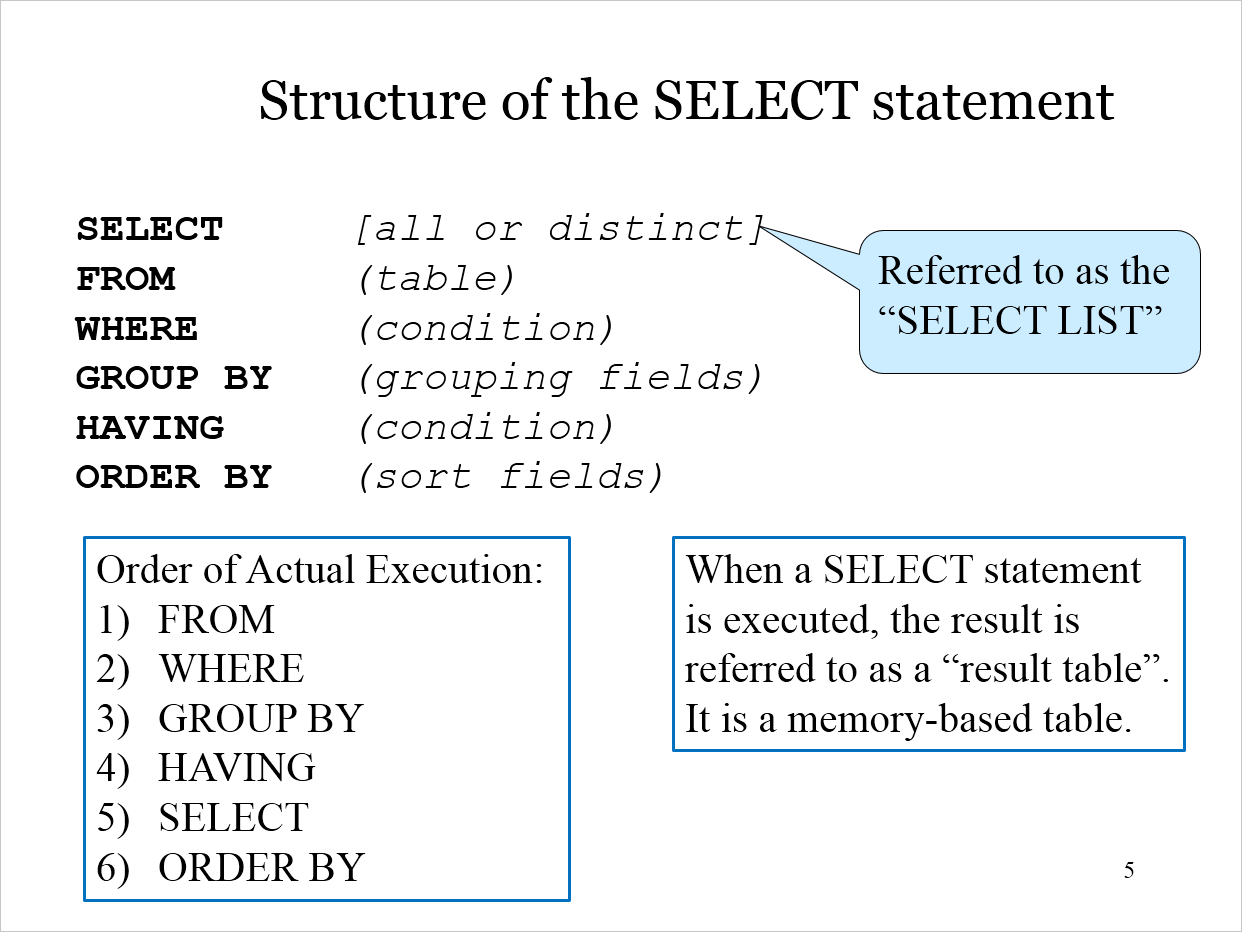 Structure of the SELECT statement
SELECT [all or distinct]
FROM (table)
WHERE (condition)
GROUP BY (grouping fields)
HAVING (condition)
ORDER BY (sort fields)
Referred to as the
“SELECT LIST”
Order of Actual Execution:
1) FROM
2) WHERE
3) GROUP BY
4) HAVING
5) SELECT
6) ORDER BY
When a SELECT statement
is executed, the result is
referred to as a “result table”.
It is a memory-based table.
5